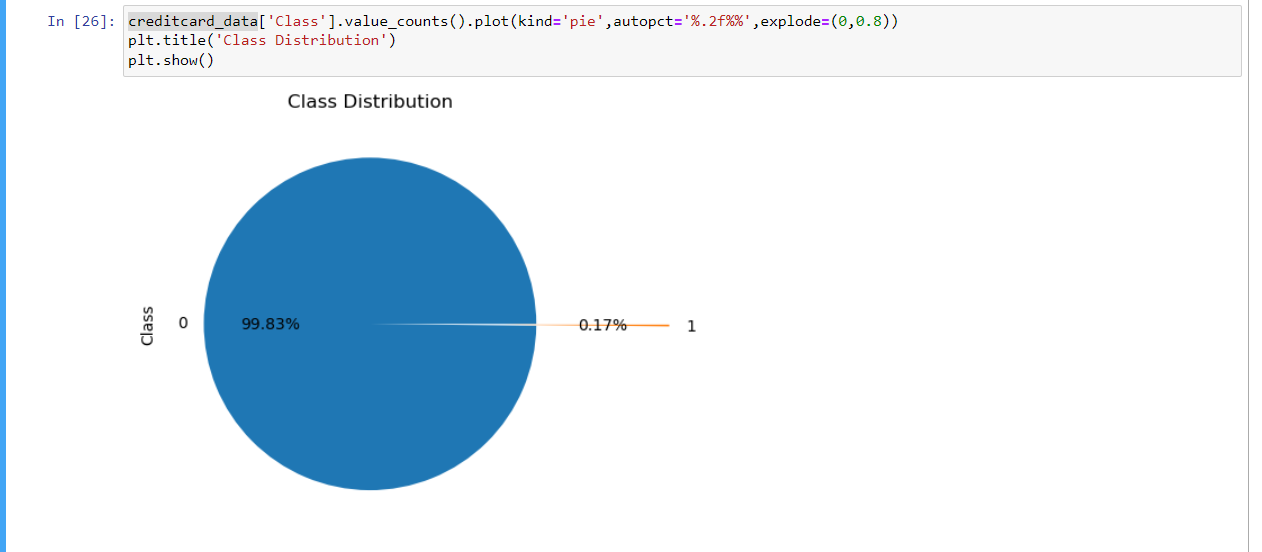 In [26]: creditcard_data['Class'].value_counts().plot(kind='pie',autopct='%.2f%%',explode=(0,0.8))
plt.title('Class Distribution')
plt.show()
Class Distribution
Class
0
99.83%
0.17%
1